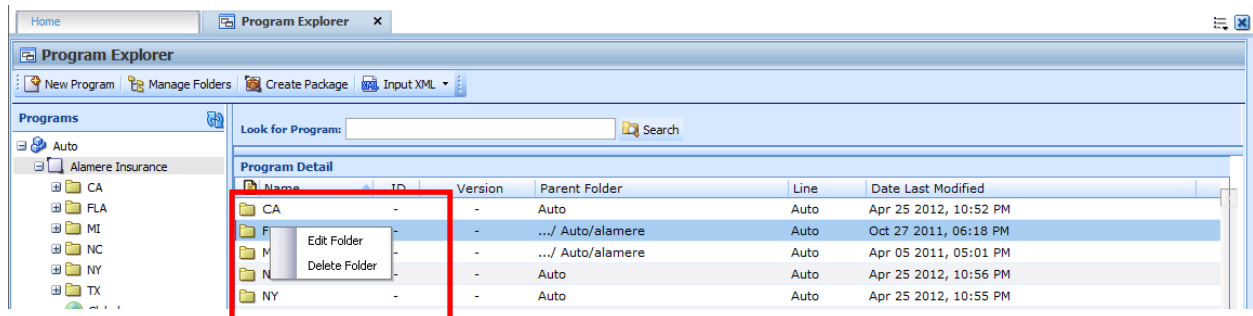 Home Program Explorer x
Program Explorer
New Program Manage Folders Create Package Input XML
Programs
Look for Program: Search
Auto
Alamere Insurance
Program Detail
CA
Name ID Version Parent Folder Line Date Last Modified
FLA
CA - - Auto Auto Apr 25 2012, 10:52 PM
MI
F - - .../ Auto/alamere Auto Oct 27 2011, 06:18 PM
Edit Folder
NC
M - .../ Auto/alamere Auto Apr 05 2011, 05:01 PM
Delete Folder
NY
N - - Auto Auto Apr 25 2012, 10:56 PM
TX
NY - - Auto Auto Apr 25 2012, 10:55 PM